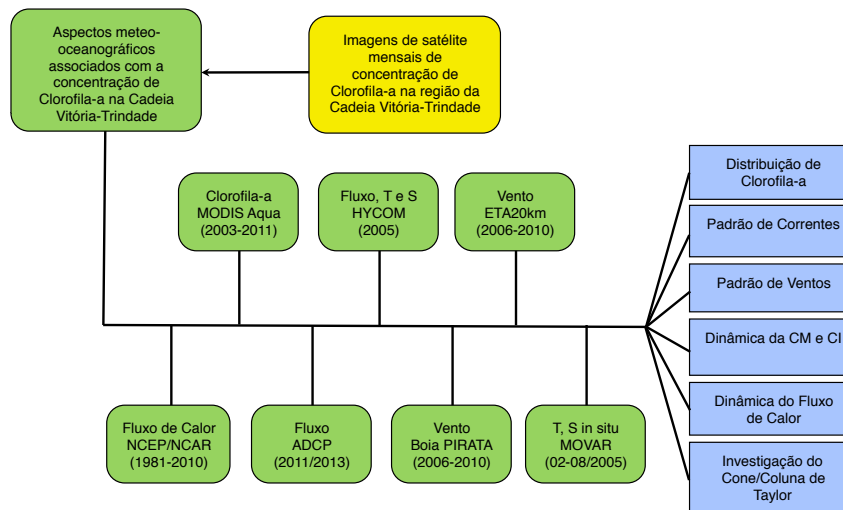 Aspectos meteo-
oceanográficos
associados com a
concentração de
Clorofila-a na Cadeia
Vitória-Trindade
Imagens de satélite
mensais de
concentração de
Clorofila-a na região da
Cadeia Vitória-Trindade
Clorofila-a
MODIS Aqua
(2003-2011)
Fluxo, T e S
HYCOM
(2005)
Vento
ETA20km
(2006-2010)
Fluxo de Calor
NCEP/NCAR
(1981-2010)
Fluxo
ADCP
(2011/2013)
Vento
Boia PIRATA
(2006-2010)
T, S in situ
MOVAR
(02-08/2005)
Distribuição de
Clorofila-a
Padrão de Correntes
Padrão de Ventos
Dinâmica da CM e CI
Dinâmica do Fluxo
de Calor
Investigação do
Cone/Coluna de
Taylor